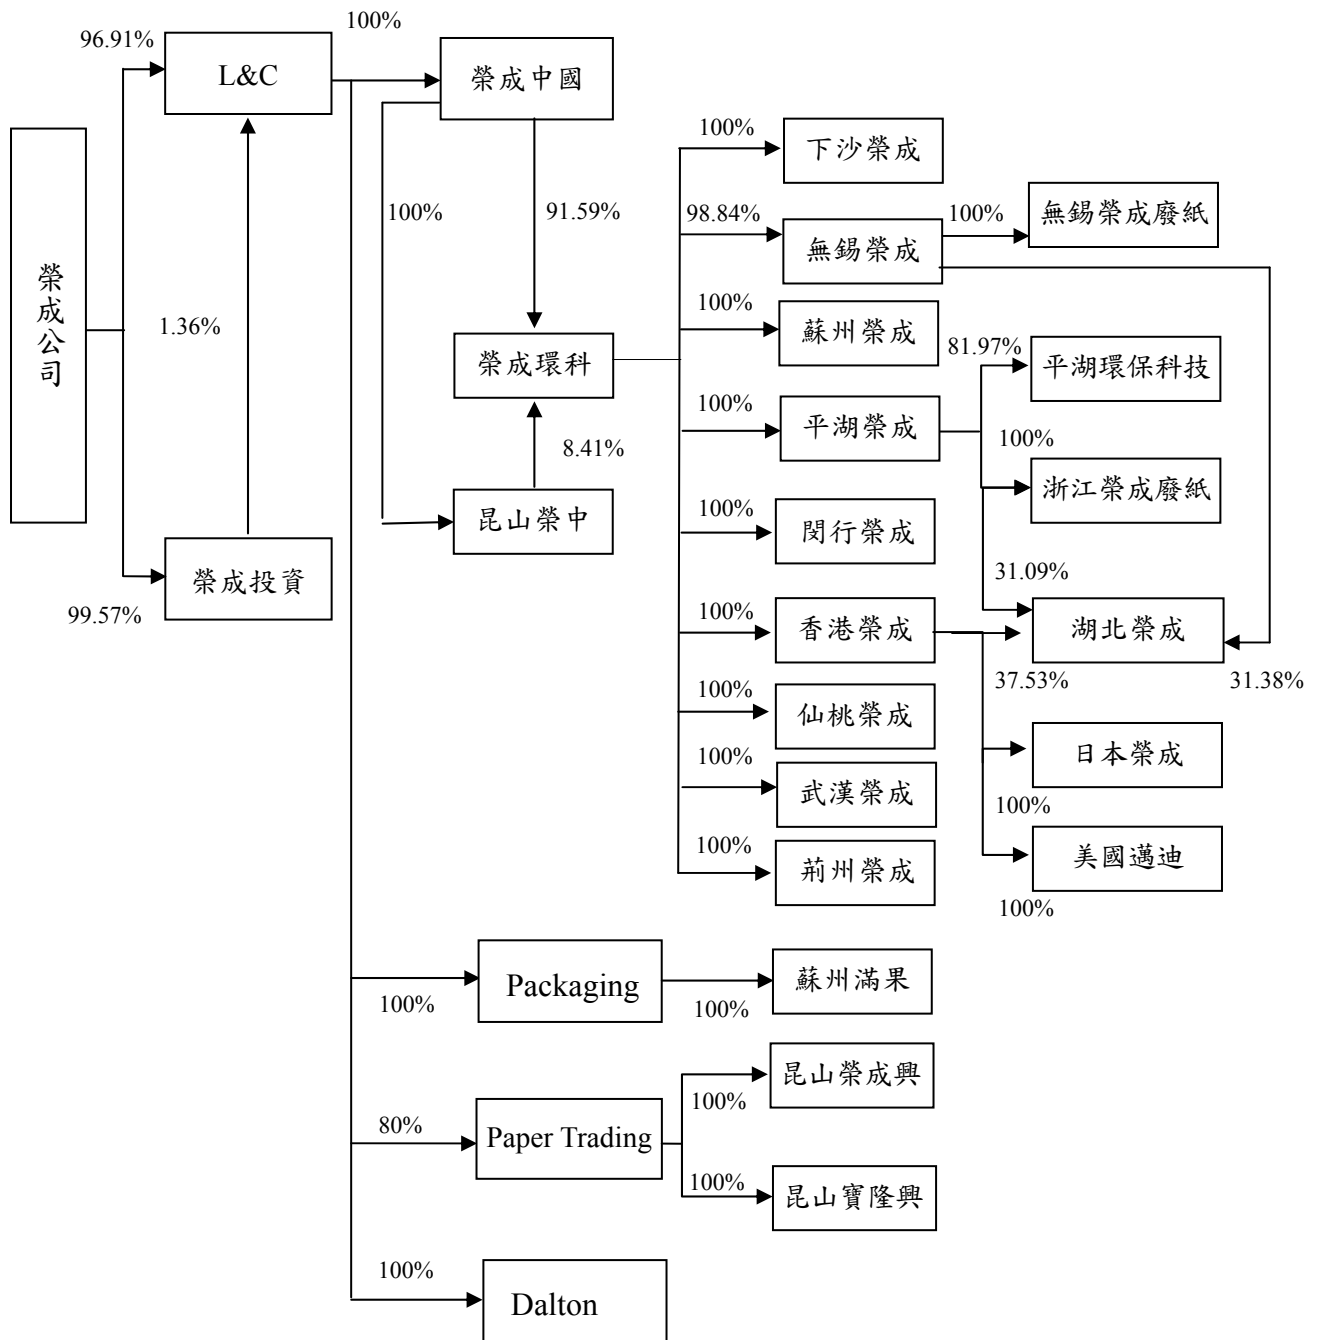 100%
96.91%
L&C
榮成中國
榮成公司
100%
下沙榮成
100%
91.59%
98.84%
100%
無錫榮成廢紙
無錫榮成
1.36%
100%
蘇州榮成
81.97%
榮成環科
平湖環保科技
100%
平湖榮成
100%
8.41%
浙江榮成廢紙
昆山榮中
100%
閔行榮成
榮成投資
99.57%
31.09%
100%
香港榮成
湖北榮成
37.53%
31.38%
100%
仙桃榮成
日本榮成
100%
武漢榮成
100%
100%
荊州榮成
美國邁迪
100%
Packaging
100%
蘇州滿果
100%
昆山榮成興
100%
80%
Paper Trading
100%
昆山寶隆興
100%
Dalton